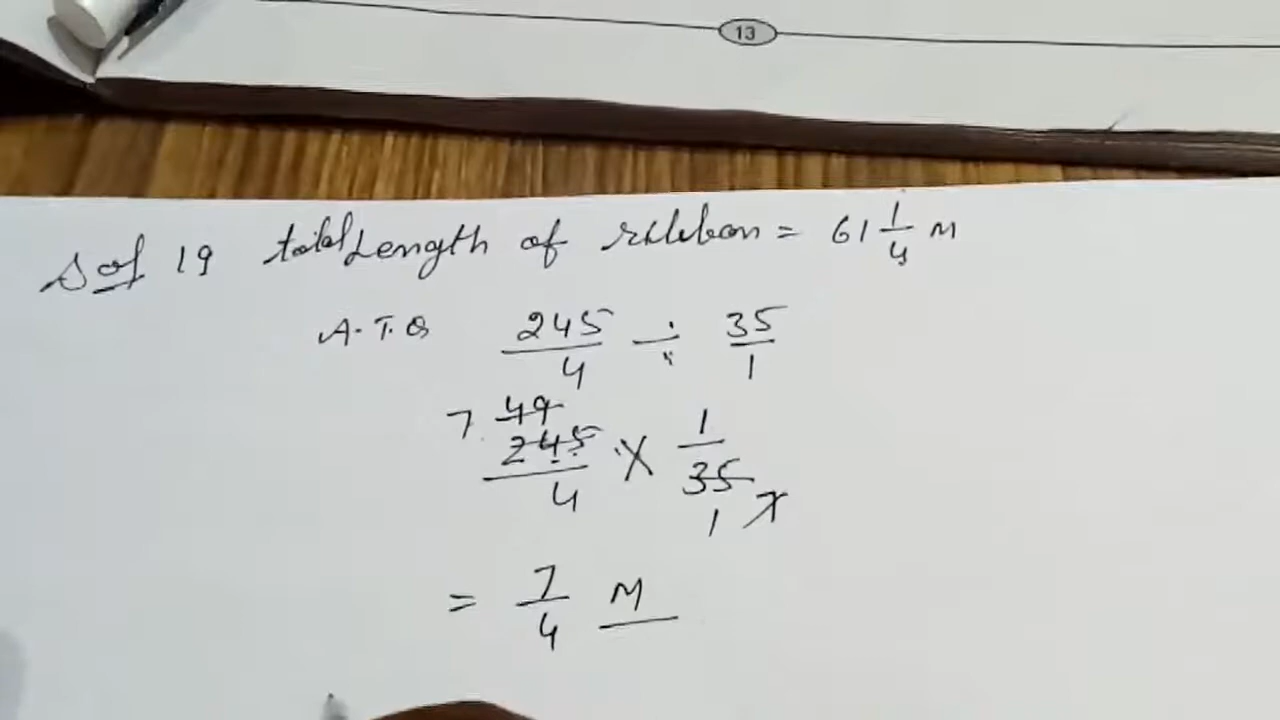 13
Sol 19 total Length of ribbon = 61 1/4 M
A.T.Q 245/4 ÷ 35/1
7 49
245/4 × 1/35
1 7
= 7/4 M